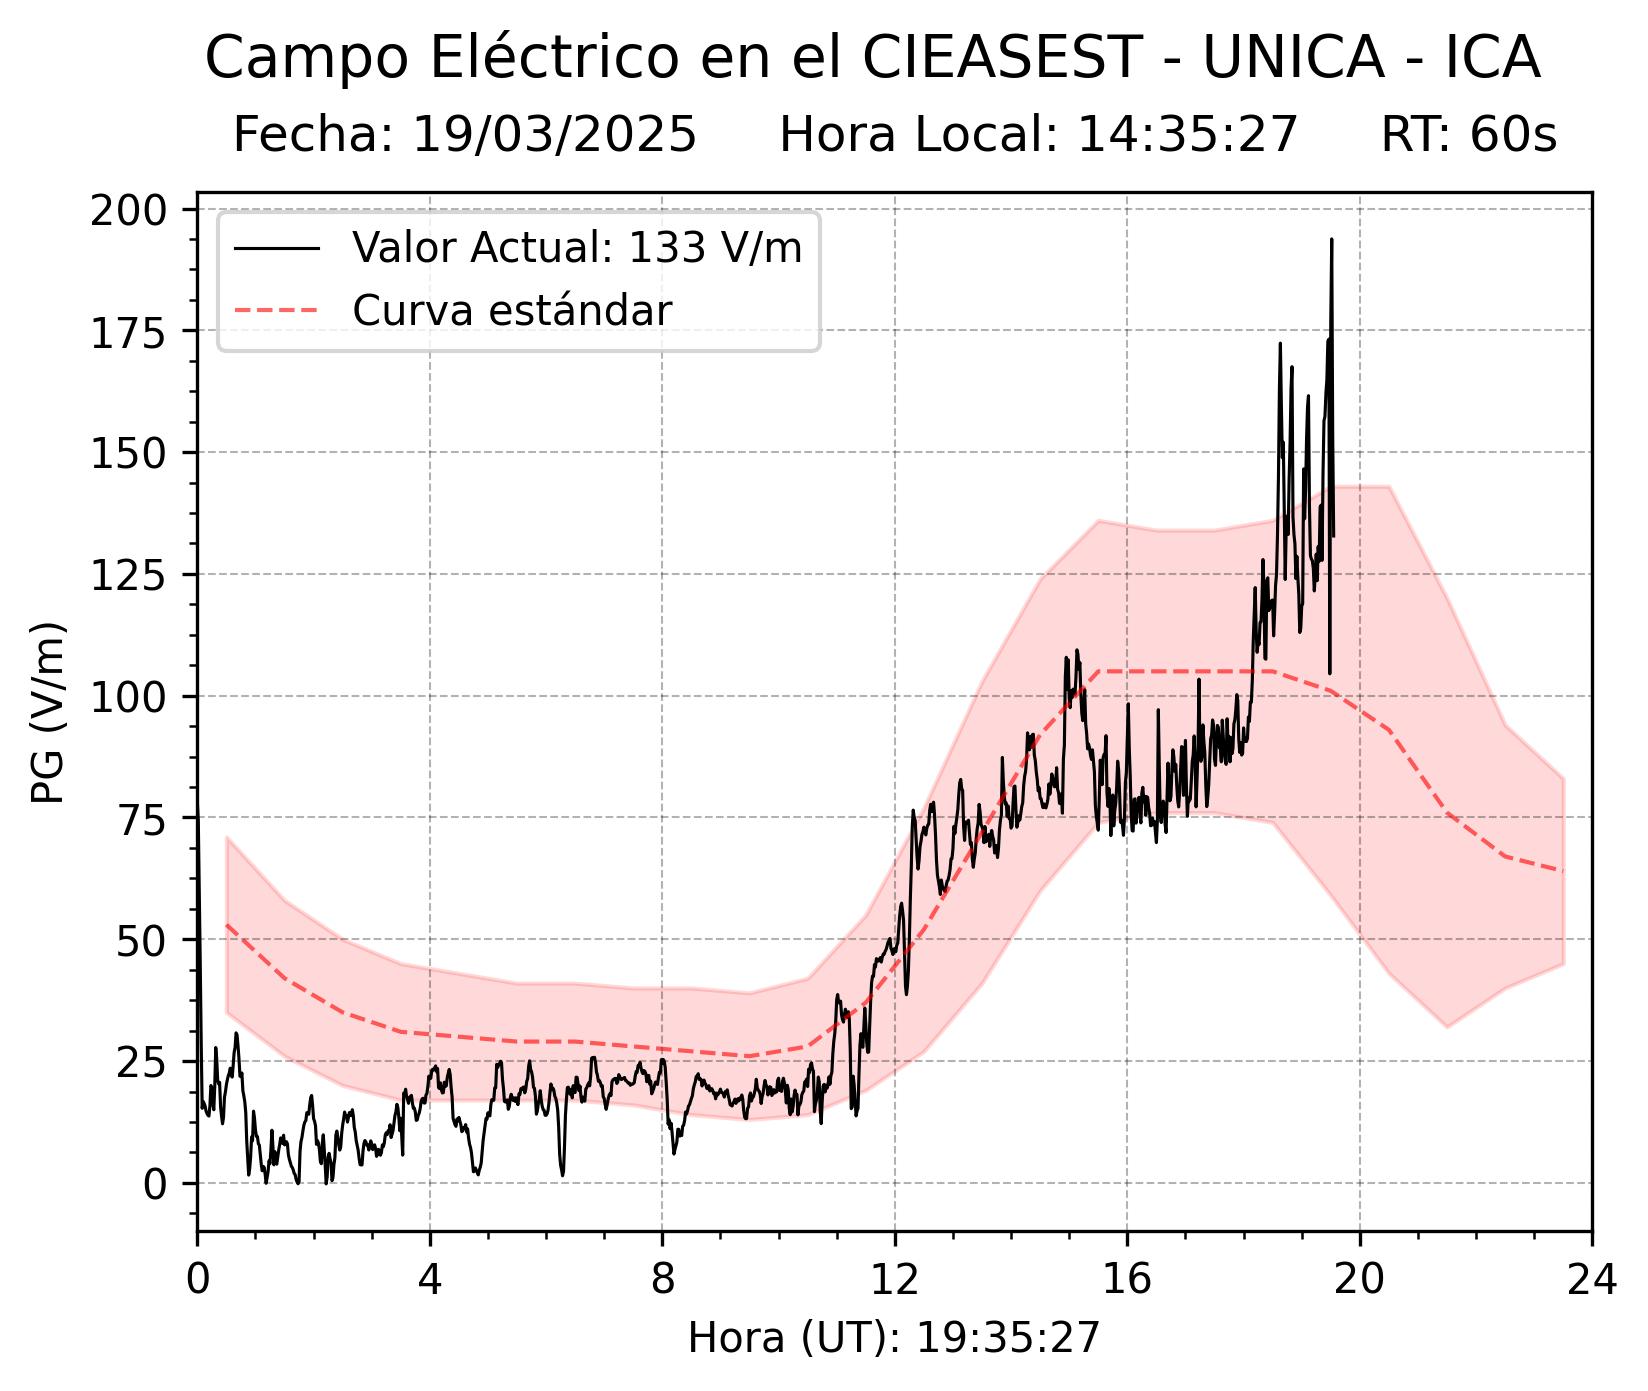 Campo Eléctrico en el CIEASEST - UNICA - ICA
Fecha: 19/03/2025 Hora Local: 14:35:27 RT: 60s
Valor Actual: 133 V/m
Curva estándar
PG (V/m)
200
175
150
125
100
75
50
25
0
0 4 8 12 16 20 24
Hora (UT): 19:35:27